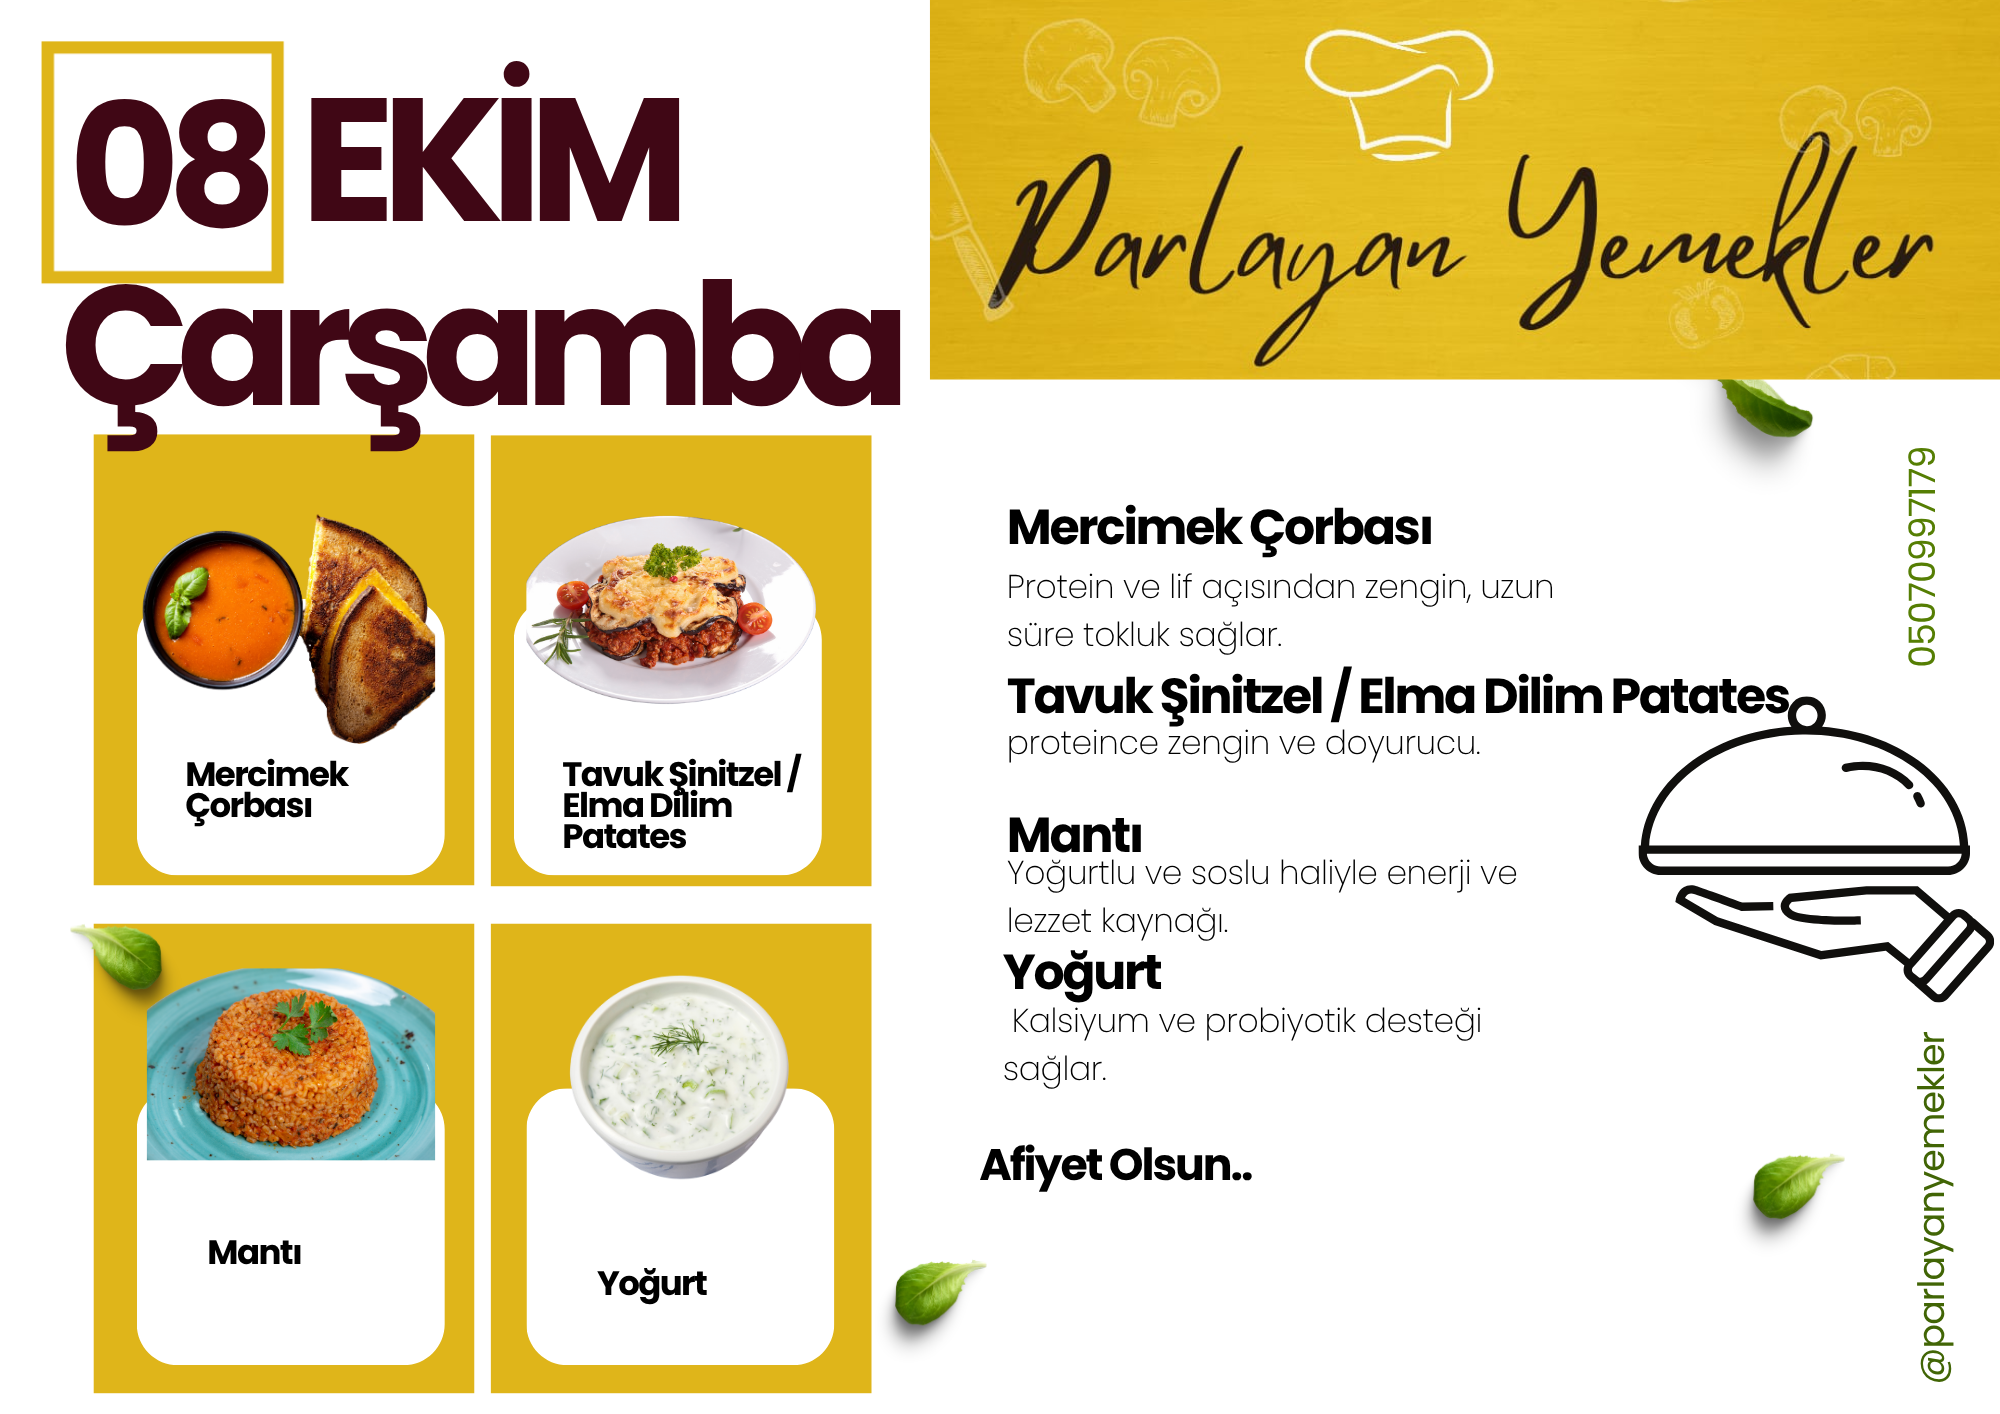 08 EKİM
Çarşamba
Parlayan Yemekler
Mercimek
Çorbası
Tavuk Şinitzel /
Elma Dilim
Patates
Mantı
Yoğurt
Mercimek Çorbası
Protein ve lif açısından zengin, uzun
süre tokluk sağlar.
Tavuk Şinitzel / Elma Dilim Patates
proteince zengin ve doyurucu.
Mantı
Yoğurtlu ve soslu haliyle enerji ve
lezzet kaynağı.
Yoğurt
Kalsiyum ve probiyotik desteği
sağlar.
Afiyet Olsun..
05070997179
@parlayanyemekler